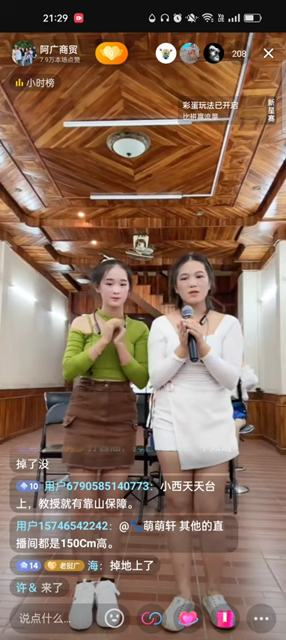 21:29
51
阿广商贸
7.9万本场点赞
208
小时榜
彩蛋玩法已开启
比拼赢流量
新星赛
掉了没
10 用户6790585140773：小西天天台
上，教授就有靠山保障。
用户15746542242：@🌂萌萌轩 其他的直
播间都是150Cm高。
14 老挺广 海：掉地上了
许& 来了
说点什么...